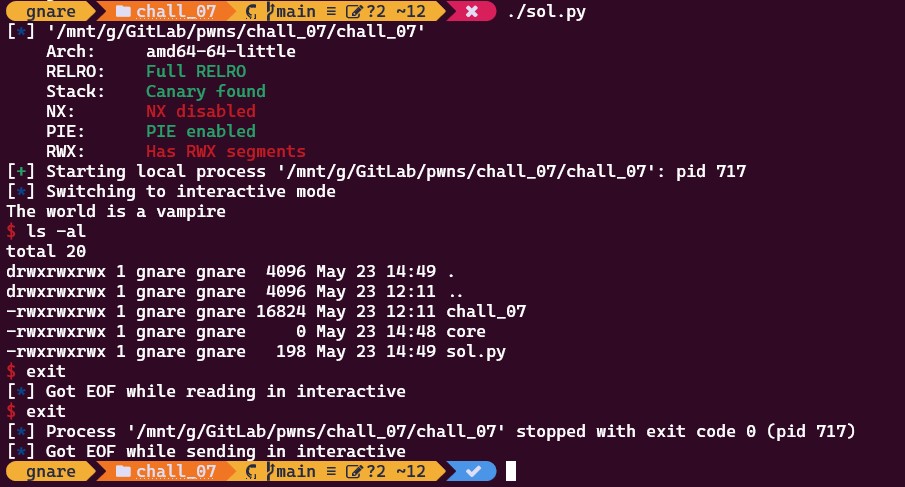 gnare chall_07 main ≡ ?2 ~12 ✖ ./sol.py
[*] '/mnt/g/GitLab/pwns/chall_07/chall_07'
    Arch:     amd64-64-little
    RELRO:    Full RELRO
    Stack:    Canary found
    NX:       NX disabled
    PIE:      PIE enabled
    RWX:      Has RWX segments
[+] Starting local process '/mnt/g/GitLab/pwns/chall_07/chall_07': pid 717
[*] Switching to interactive mode
The world is a vampire
$ ls -al
total 20
drwxrwxrwx 1 gnare gnare  4096 May 23 14:49 .
drwxrwxrwx 1 gnare gnare  4096 May 23 12:11 ..
-rwxrwxrwx 1 gnare gnare 16824 May 23 12:11 chall_07
-rwxrwxrwx 1 gnare gnare     0 May 23 14:48 core
-rwxrwxrwx 1 gnare gnare   198 May 23 14:49 sol.py
$ exit
[*] Got EOF while reading in interactive
$ exit
[*] Process '/mnt/g/GitLab/pwns/chall_07/chall_07' stopped with exit code 0 (pid 717)
[*] Got EOF while sending in interactive
gnare chall_07 main ≡ ?2 ~12 ✔